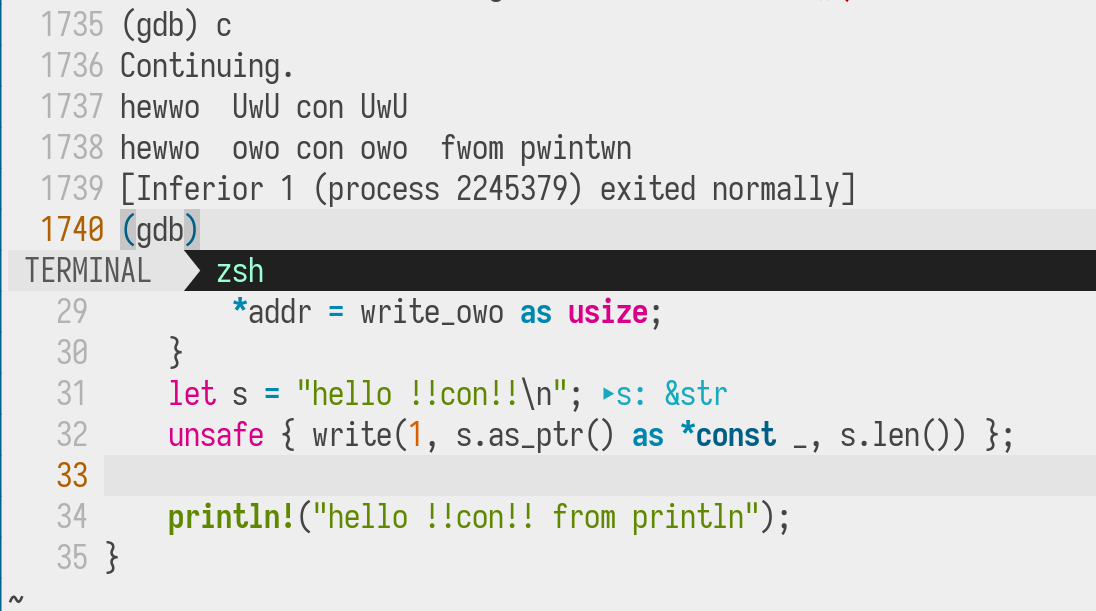 1735 (gdb) c
1736 Continuing.
1737 hewwo  UwU con UwU
1738 hewwo  owo con owo  fwom pwintwn
1739 [Inferior 1 (process 2245379) exited normally]
1740 (gdb)
TERMINAL zsh
29         *addr = write_owo as usize;
30     }
31     let s = "hello !!con!!\n"; ▸s: &str
32     unsafe { write(1, s.as_ptr() as *const _, s.len()) };
33
34     println!("hello !!con!! from println");
35 }
~